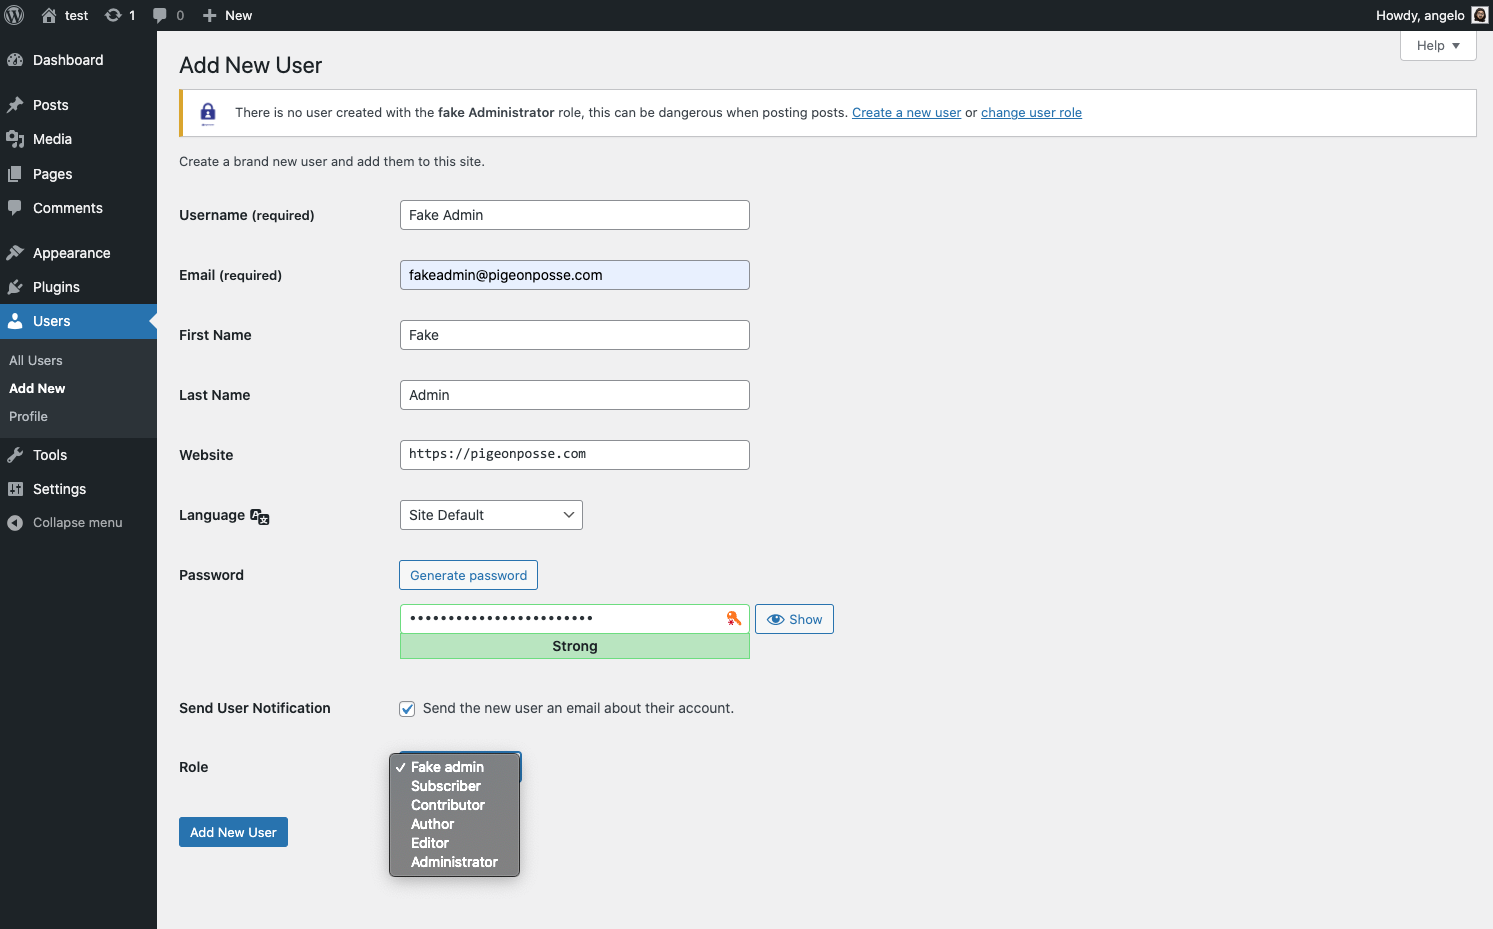 test 1 0 New Howdy, angelo
Help
Dashboard
Posts
Media
Pages
Comments
Appearance
Plugins
Users
All Users
Add New
Profile
Tools
Settings
Collapse menu
Add New User
There is no user created with the fake Administrator role, this can be dangerous when posting posts. Create a new user or change user role
Create a brand new user and add them to this site.
Username (required) Fake Admin
Email (required) fakeadmin@pigeonposse.com
First Name Fake
Last Name Admin
Website https://pigeonposse.com
Language Site Default
Password Generate password
•••••••••••••••••••••••• Show
Strong
Send User Notification Send the new user an email about their account.
Role
✓ Fake admin
Subscriber
Contributor
Author
Editor
Administrator
Add New User